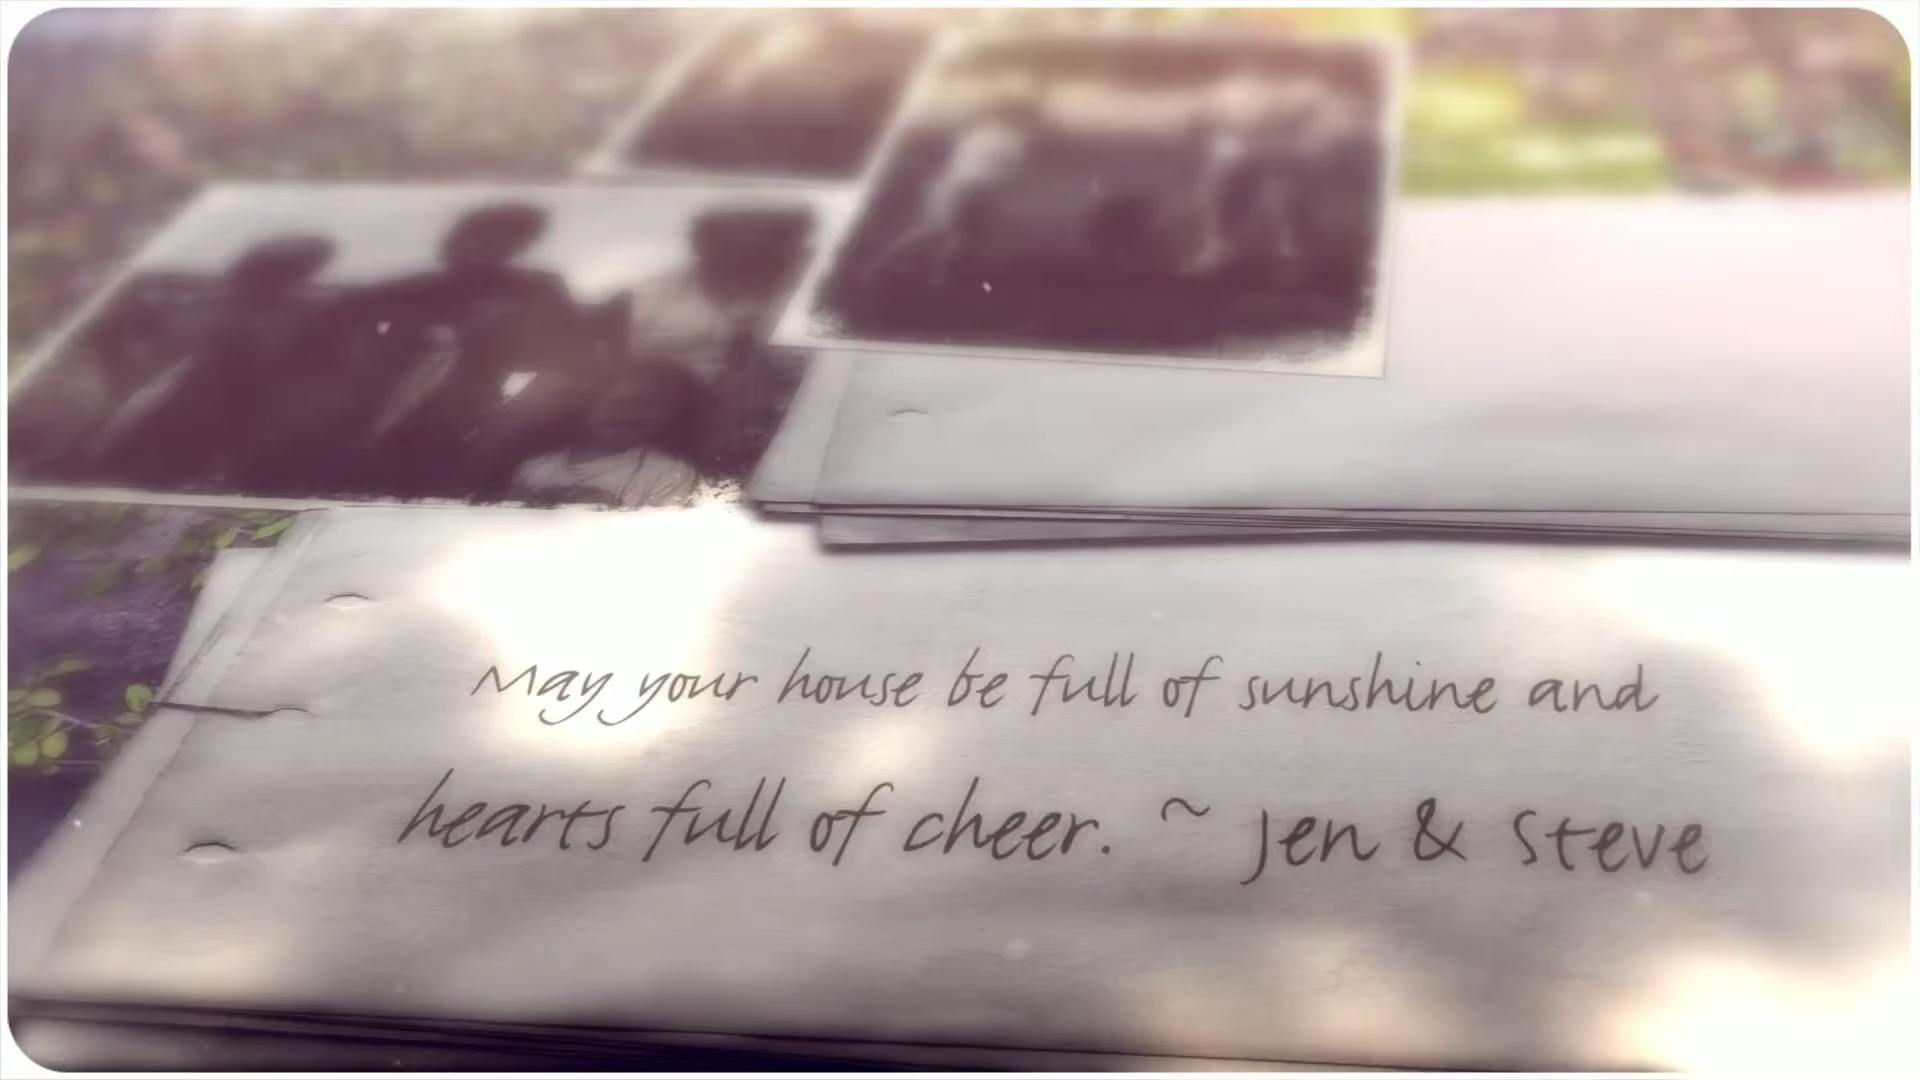 May your house be full of sunshine and
hearts full of cheer. ~ Jen & Steve